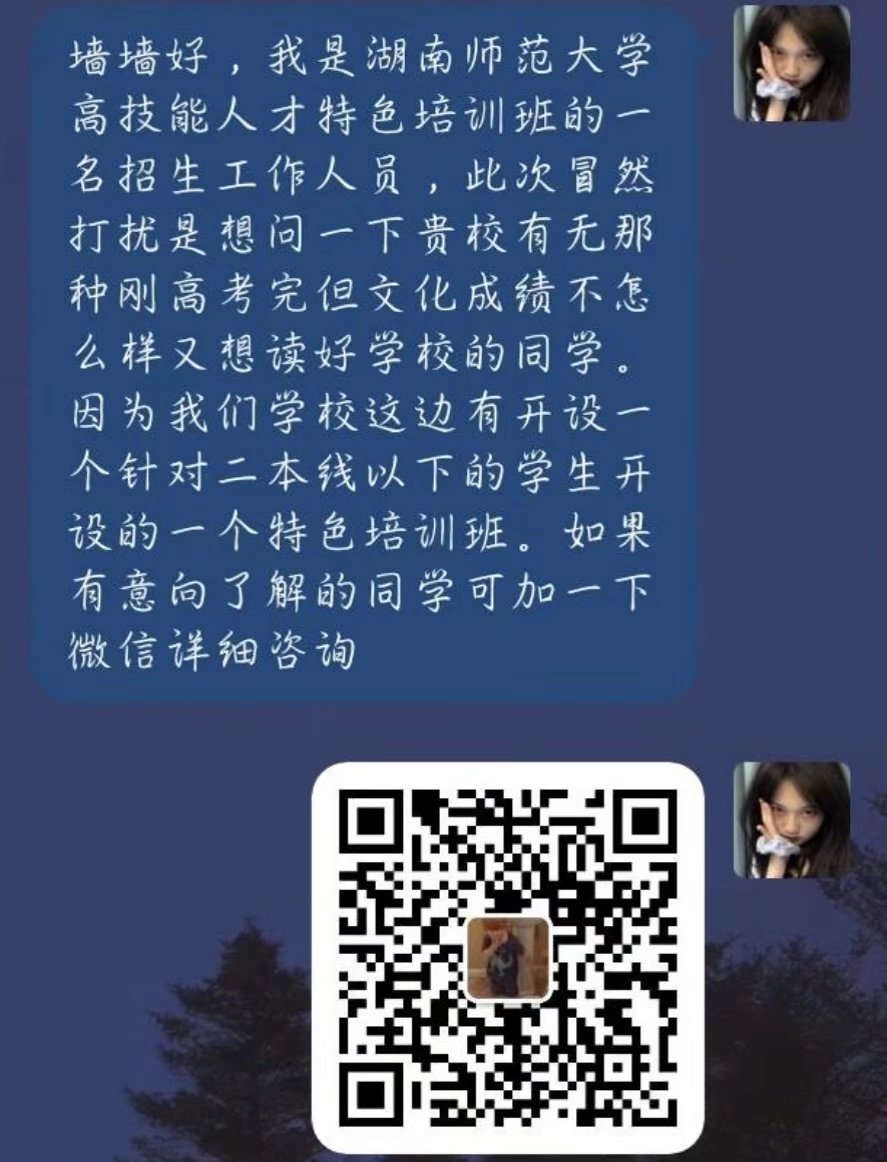 墙墙好，我是湖南师范大学
高技能人才特色培训班的一
名招生工作人员，此次冒然
打扰是想问一下贵校有无那
种刚高考完但文化成绩不怎
么样又想读好学校的同学。
因为我们学校这边有开设一
个针对二本线以下的学生开
设的一个特色培训班。如果
有意向了解的同学可加一下
微信详细咨询